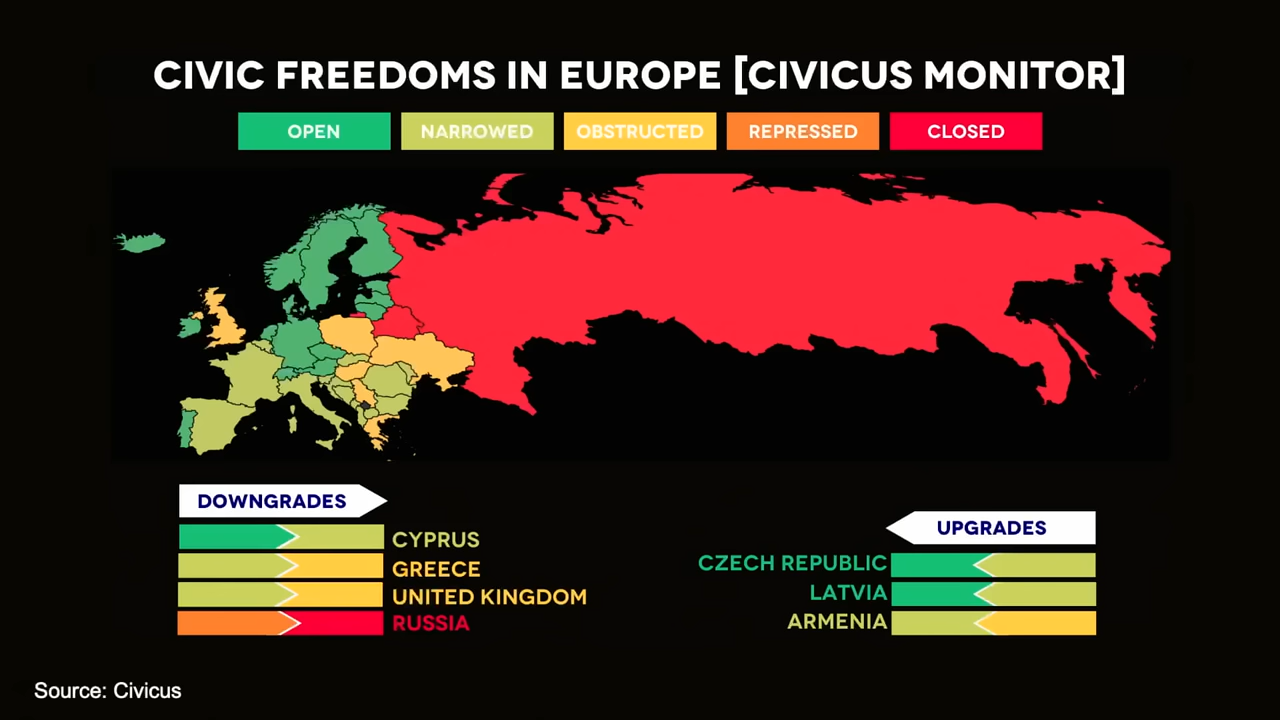 CIVIC FREEDOMS IN EUROPE [CIVICUS MONITOR]
OPEN
NARROWED
OBSTRUCTED
REPRESSED
CLOSED
DOWNGRADES
CYPRUS
GREECE
UNITED KINGDOM
RUSSIA
UPGRADES
CZECH REPUBLIC
LATVIA
ARMENIA
Source: Civicus